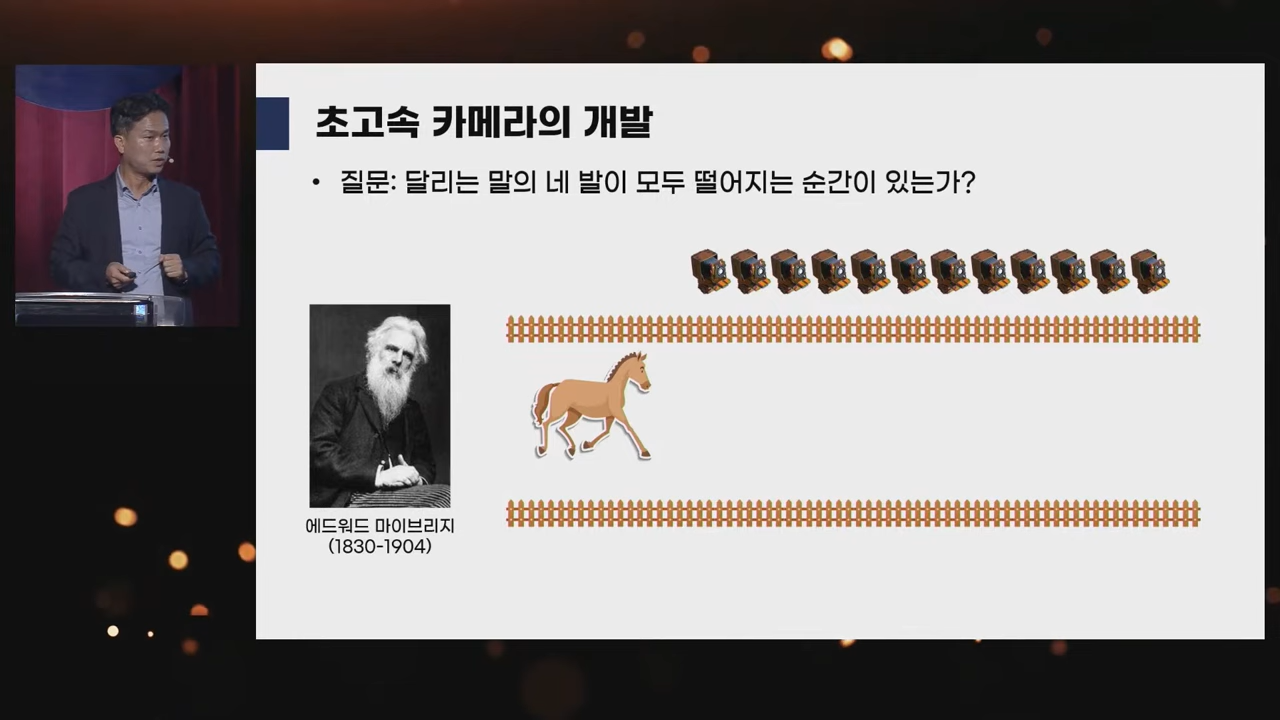 초고속 카메라의 개발
• 질문: 달리는 말의 네 발이 모두 떨어지는 순간이 있는가?
에드워드 마이브리지
(1830-1904)